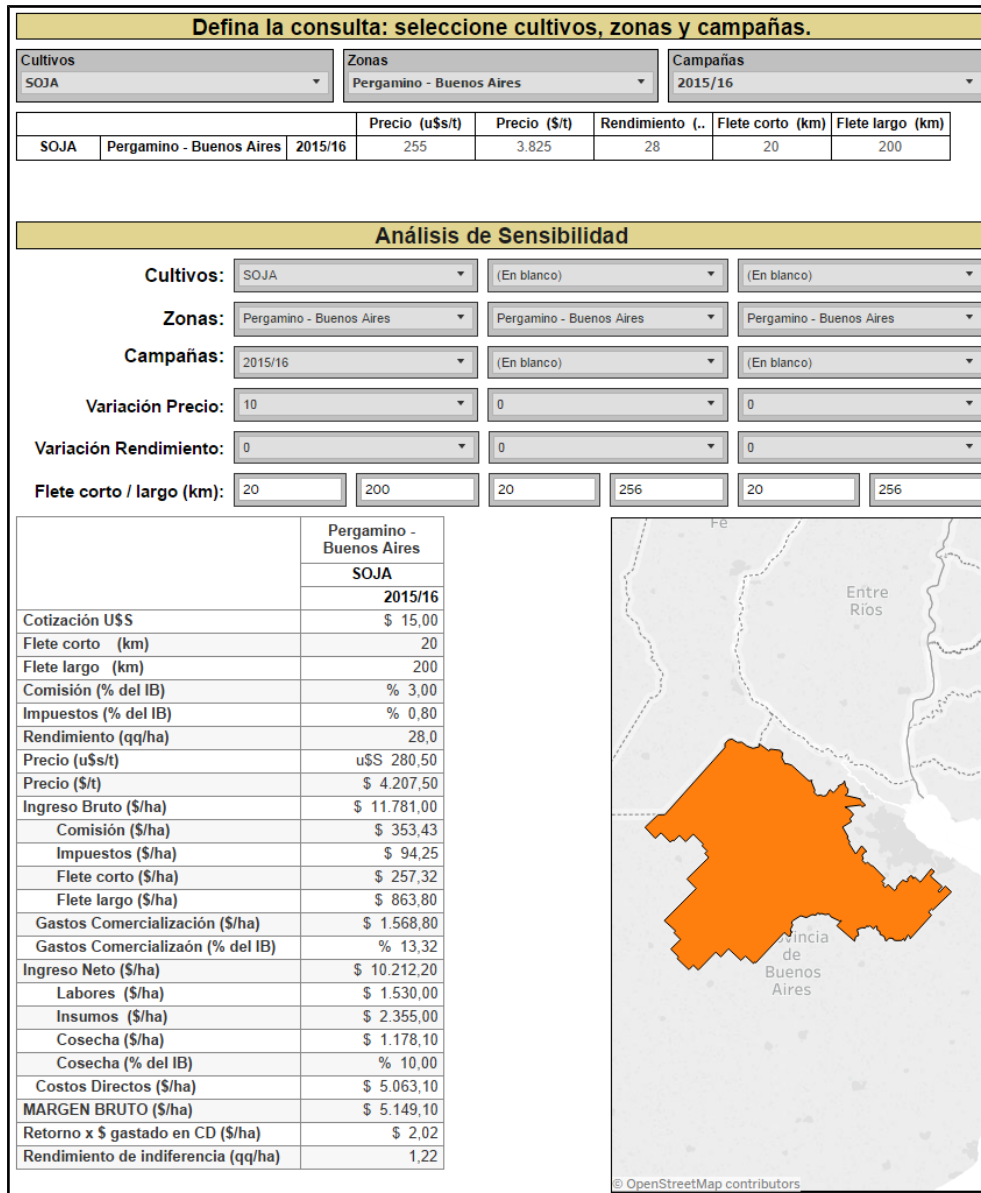 Defina la consulta: seleccione cultivos, zonas y campañas.
Cultivos Zonas Campañas
SOJA Pergamino - Buenos Aires 2015/16
Precio (u$s/t) Precio ($/t) Rendimiento (.. Flete corto (km) Flete largo (km)
SOJA Pergamino - Buenos Aires 2015/16 255 3.825 28 20 200
Análisis de Sensibilidad
Cultivos: SOJA (En blanco) (En blanco)
Zonas: Pergamino - Buenos Aires Pergamino - Buenos Aires Pergamino - Buenos Aires
Campañas: 2015/16 (En blanco) (En blanco)
Variación Precio: 10 0 0
Variación Rendimiento: 0 0 0
Flete corto / largo (km): 20 200 20 256 20 256
Pergamino -
Buenos Aires
SOJA
2015/16
Cotización U$S $ 15,00
Flete corto (km) 20
Flete largo (km) 200
Comisión (% del IB) % 3,00
Impuestos (% del IB) % 0,80
Rendimiento (qq/ha) 28,0
Precio (u$s/t) u$S 280,50
Precio ($/t) $ 4.207,50
Ingreso Bruto ($/ha) $ 11.781,00
Comisión ($/ha) $ 353,43
Impuestos ($/ha) $ 94,25
Flete corto ($/ha) $ 257,32
Flete largo ($/ha) $ 863,80
Gastos Comercialización ($/ha) $ 1.568,80
Gastos Comercializaón (% del IB) % 13,32
Ingreso Neto ($/ha) $ 10.212,20
Labores ($/ha) $ 1.530,00
Insumos ($/ha) $ 2.355,00
Cosecha ($/ha) $ 1.178,10
Cosecha (% del IB) % 10,00
Costos Directos ($/ha) $ 5.063,10
MARGEN BRUTO ($/ha) $ 5.149,10
Retorno x $ gastado en CD ($/ha) $ 2,02
Rendimiento de indiferencia (qq/ha) 1,22
Fe
Entre
Ríos
vincia
de
Buenos
Aires
© OpenStreetMap contributors